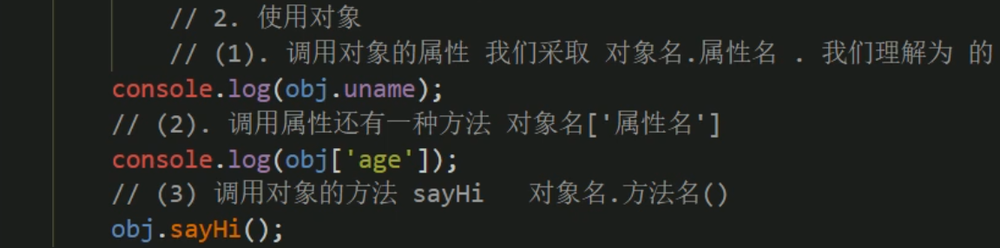 // 2. 使用对象
// (1). 调用对象的属性 我们采取 对象名.属性名 . 我们理解为 的
console.log(obj.uname);
// (2). 调用属性还有一种方法 对象名['属性名']
console.log(obj['age']);
// (3) 调用对象的方法 sayHi 对象名.方法名()
obj.sayHi();